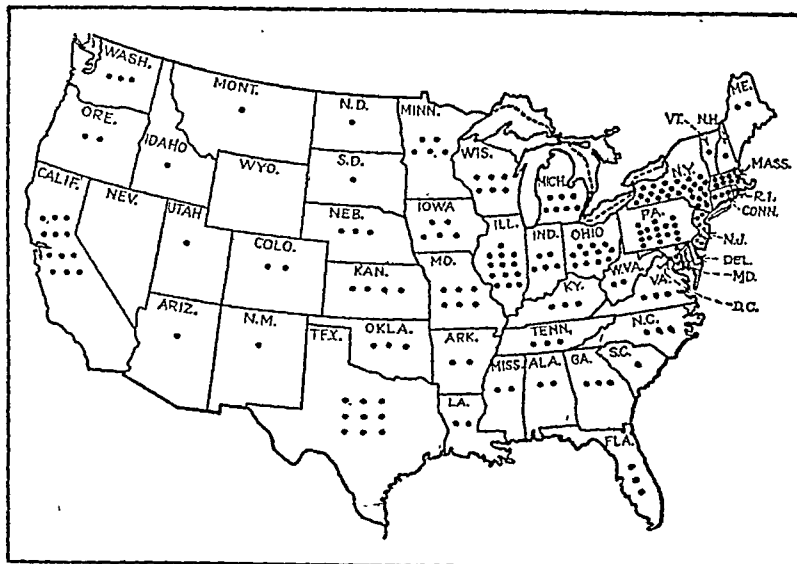 WASH.
MONT.
N.D.
MINN.
ME.
VT.
N.H.
ORE.
IDAHO
S.D.
WIS.
MICH.
N.Y.
MASS.
WYO.
R.I.
CONN.
CALIF.
NEV.
UTAH
NEB.
IOWA
ILL.
IND.
OHIO
PA.
N.J.
COLO.
KAN.
MO.
W.VA.
VA.
DEL.
MD.
KY.
D.C.
ARIZ.
N.M.
TEX.
OKLA.
ARK.
TENN.
N.C.
MISS.
ALA.
GA.
S.C.
LA.
FLA.